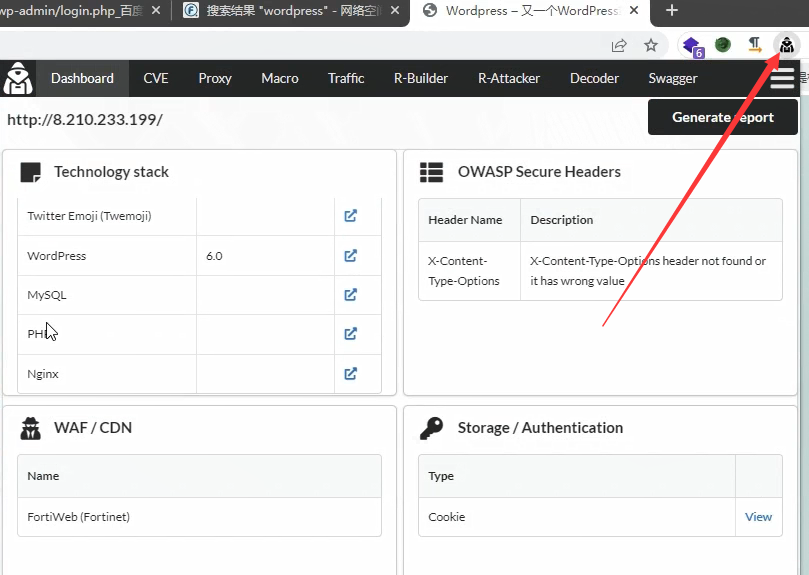 wp-admin/login.php_百度
搜索结果 "wordpress" - 网络空间
Wordpress – 又一个WordPress
6
Dashboard CVE Proxy Macro Traffic R-Builder R-Attacker Decoder Swagger
http://8.210.233.199/
Generate report
Technology stack
Twitter Emoji (Twemoji)
WordPress 6.0
MySQL
PHP
Nginx
OWASP Secure Headers
Header Name Description
X-Content-
Type-Options
X-Content-Type-Options header not found or
it has wrong value
WAF / CDN
Name
FortiWeb (Fortinet)
Storage / Authentication
Type
Cookie View